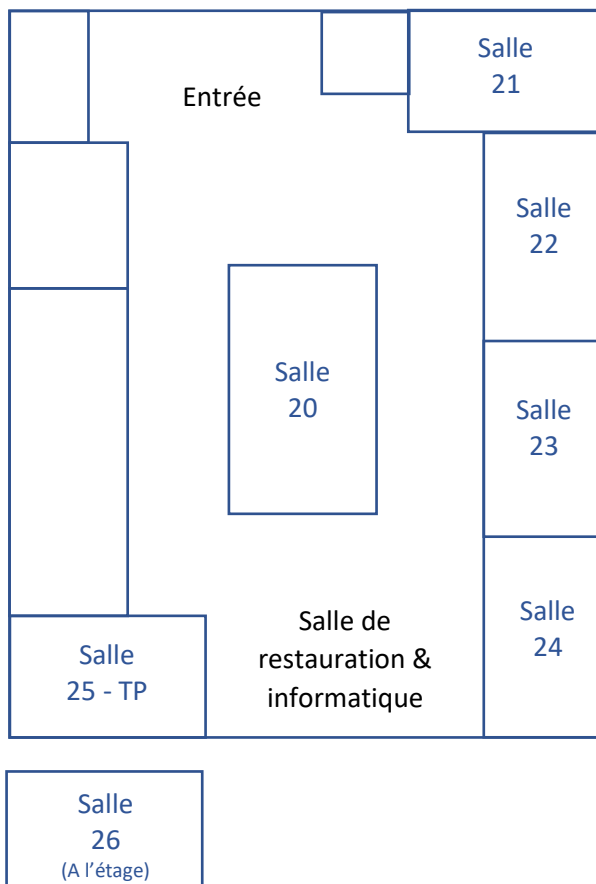 Salle
21
Entrée
Salle
22
Salle
20
Salle
23
Salle de
restauration &
informatique
Salle
24
Salle
25 - TP
Salle
26
(A l'étage)